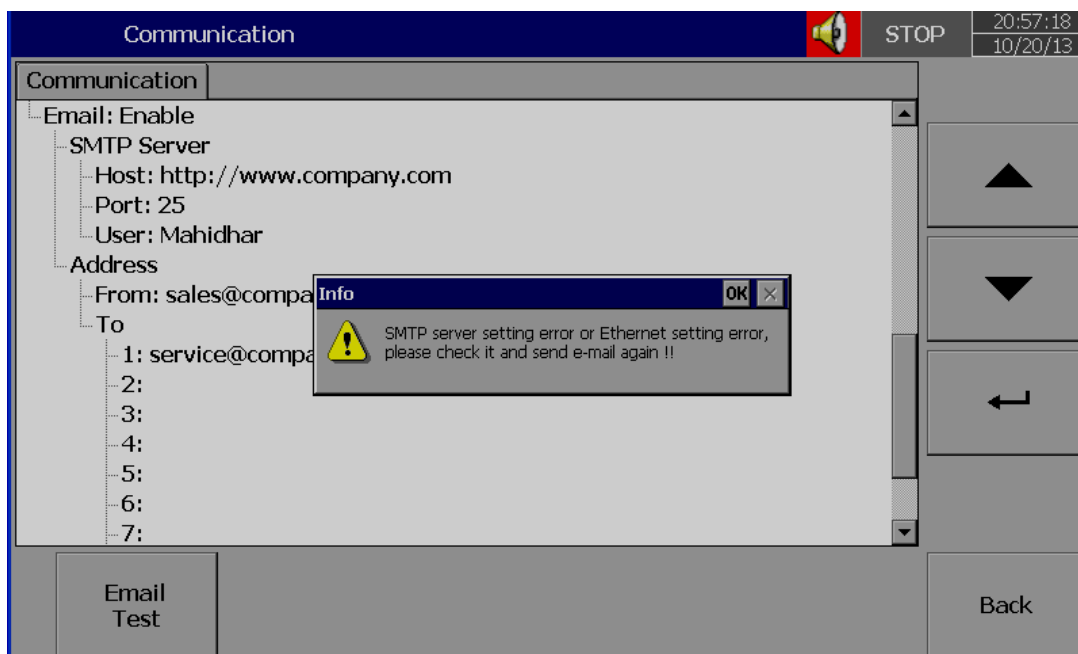 Communication
STOP
20:57:18
10/20/13
Communication
Email: Enable
SMTP Server
Host: http://www.company.com
Port: 25
User: Mahidhar
Address
From: sales@compa
To
1: service@compa
2:
3:
4:
5:
6:
7:
Info
OK
SMTP server setting error or Ethernet setting error,
please check it and send e-mail again !!
Email
Test
Back